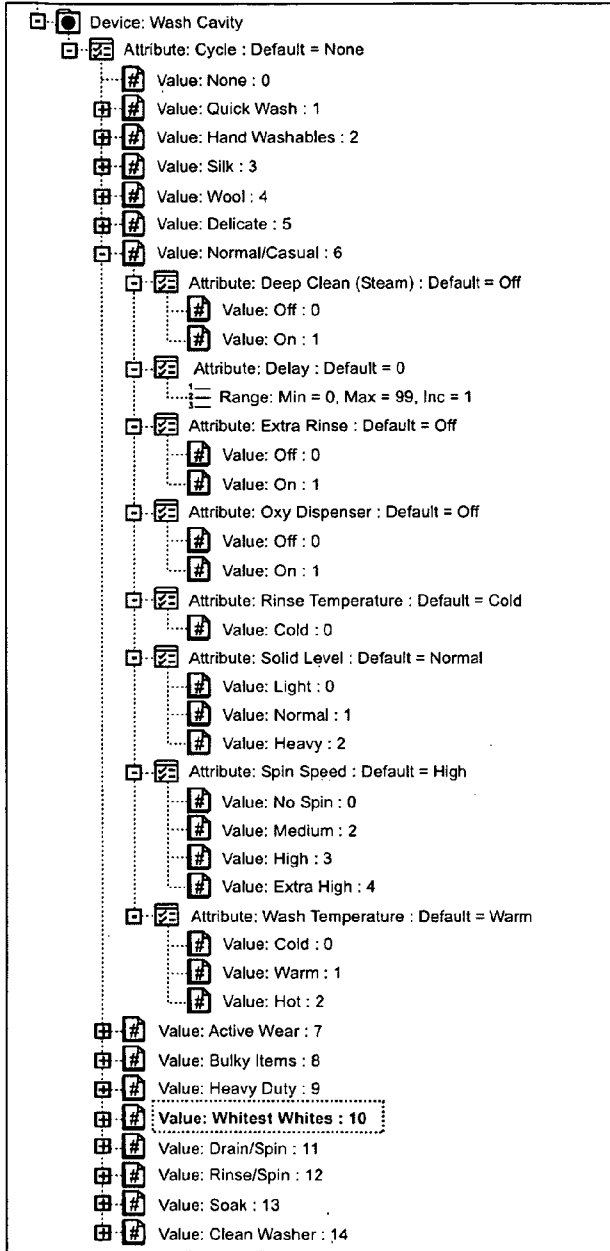 Device: Wash Cavity
Attribute: Cycle : Default = None
# Value: None : 0
# Value: Quick Wash : 1
# Value: Hand Washables : 2
# Value: Silk : 3
# Value: Wool : 4
# Value: Delicate : 5
# Value: Normal/Casual : 6
Attribute: Deep Clean (Steam) : Default = Off
# Value: Off : 0
# Value: On : 1
Attribute: Delay : Default = 0
1 2 3 Range: Min = 0, Max = 99, Inc = 1
Attribute: Extra Rinse : Default = Off
# Value: Off : 0
# Value: On : 1
Attribute: Oxy Dispenser : Default = Off
# Value: Off : 0
# Value: On : 1
Attribute: Rinse Temperature : Default = Cold
# Value: Cold : 0
Attribute: Solid Level : Default = Normal
# Value: Light : 0
# Value: Normal : 1
# Value: Heavy : 2
Attribute: Spin Speed : Default = High
# Value: No Spin : 0
# Value: Medium : 2
# Value: High : 3
# Value: Extra High : 4
Attribute: Wash Temperature : Default = Warm
# Value: Cold : 0
# Value: Warm : 1
# Value: Hot : 2
# Value: Active Wear : 7
# Value: Bulky Items : 8
# Value: Heavy Duty : 9
# Value: Whitest Whites : 10
# Value: Drain/Spin : 11
# Value: Rinse/Spin : 12
# Value: Soak : 13
# Value: Clean Washer : 14